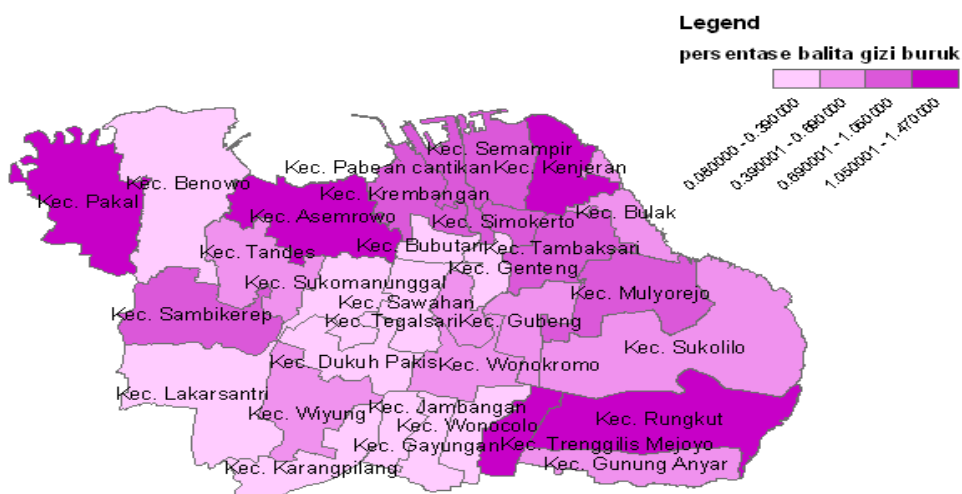 Legend
persentase balita gizi buruk
0.080000 - 0.390000
0.390001 - 0.690000
0.690001 - 1.060000
1.060001 - 1.470000
Kec. Semampir
Kec. Pabean cantikan
Kec. Kenjeran
Kec. Benowo
Kec. Krembangan
Kec. Pakal
Kec. Asemrowo
Kec. Simokerto
Kec. Bulak
Kec. Tandes
Kec. Bubutan
Kec. Tambaksari
Kec. Genteng
Kec. Sukomanunggal
Kec. Mulyorejo
Kec. Sawahan
Kec. Sambikerep
Kec. Tegalsari
Kec. Gubeng
Kec. Sukolilo
Kec. Dukuh Pakis
Kec. Wonokromo
Kec. Lakarsantri
Kec. Wiyung
Kec. Jambangan
Kec. Wonocolo
Kec. Rungkut
Kec. Gayungan
Kec. Trenggilis Mejoyo
Kec. Karangpilang
Kec. Gunung Anyar